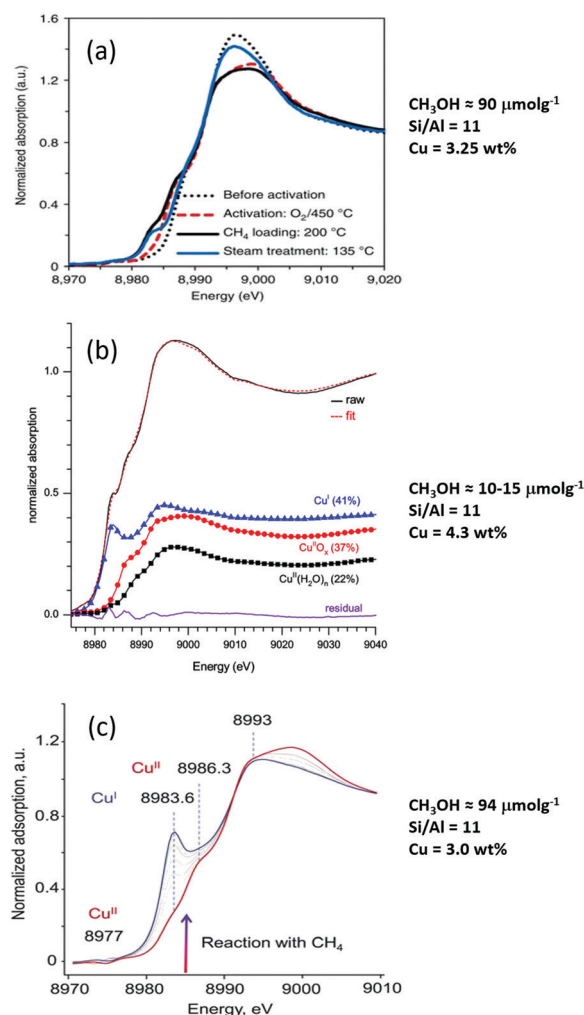 (a)
Normalized absorption (a.u.)
1.6
1.2
0.8
0.4
0
Before activation
Activation: O₂/450 °C
CH₄ loading: 200 °C
Steam treatment: 135 °C
8,970 8,980 8,990 9,000 9,010 9,020
Energy (eV)
CH₃OH ≈ 90 μmolg⁻¹
Si/Al = 11
Cu = 3.25 wt%
(b)
normalized absorption
1.0
0.5
0.0
raw
fit
Cuᴵ (41%)
CuᴵᴵOₓ (37%)
Cuᴵᴵ(H₂O)ₙ (22%)
residual
8980 8990 9000 9010 9020 9030 9040
Energy (eV)
CH₃OH ≈ 10-15 μmolg⁻¹
Si/Al = 11
Cu = 4.3 wt%
(c)
Normalized adsorption, a.u.
1.2
0.8
0.4
0
8993
Cuᴵᴵ
8986.3
Cuᴵ
8983.6
Cuᴵᴵ
8977
Reaction with CH₄
8970 8980 8990 9000 9010
Energy, eV
CH₃OH ≈ 94 μmolg⁻¹
Si/Al = 11
Cu = 3.0 wt%